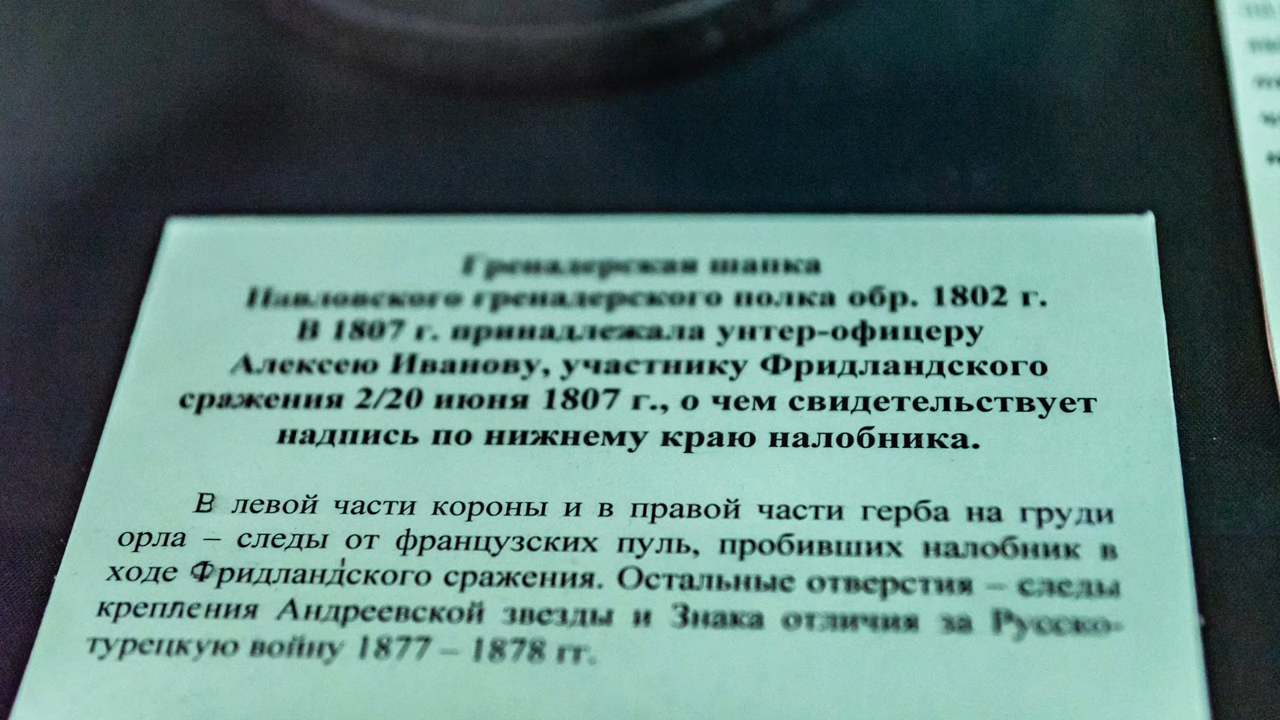 Гренадерская шапка
Павловского гренадерского полка обр. 1802 г.
В 1807 г. принадлежала унтер-офицеру
Алексею Иванову, участнику Фридландского
сражения 2/20 июня 1807 г., о чем свидетельствует
надпись по нижнему краю налобника.
В левой части короны и в правой части герба на груди
орла – следы от французских пуль, пробивших налобник в
ходе Фридландского сражения. Остальные отверстия – следы
крепления Андреевской звезды и Знака отличия за Русско-
турецкую войну 1877 – 1878 гг.